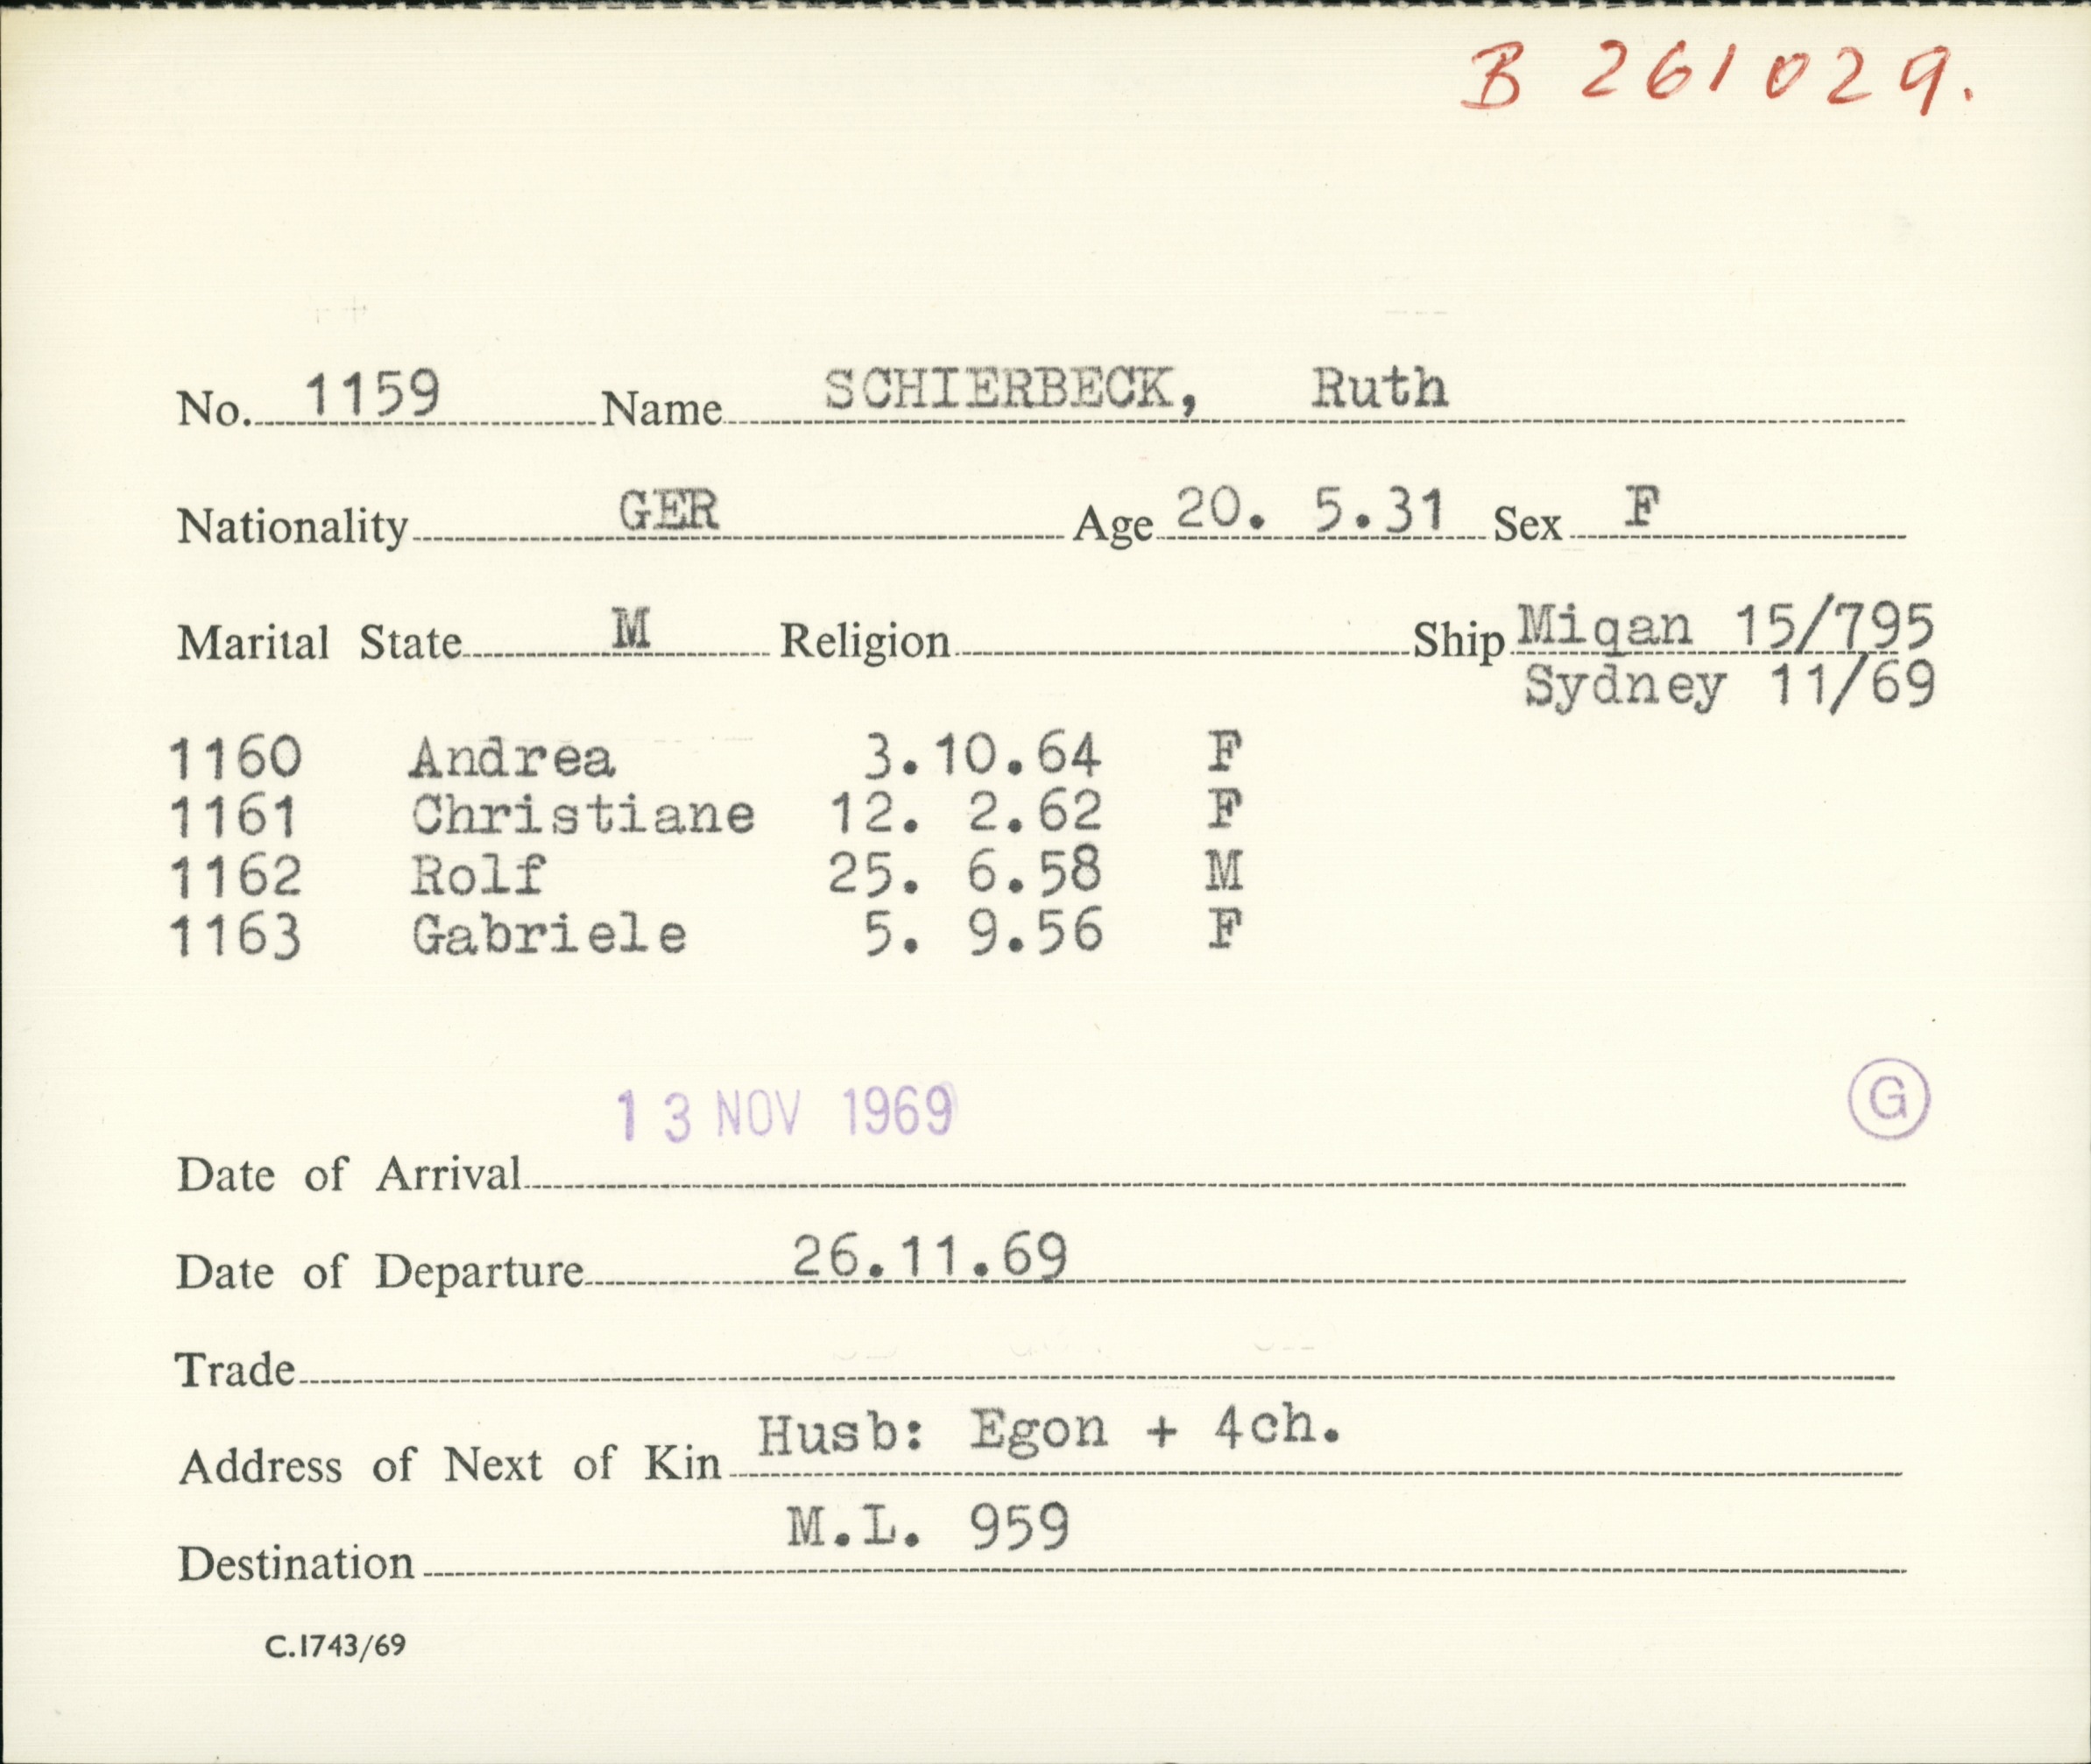 B 261029.
No. 1159 Name SCHIERBECK, Ruth
Nationality GER Age 20. 5.31 Sex F
Marital State M Religion Ship Miqan 15/795
Sydney 11/69
1160 Andrea 3.10.64 F
1161 Christiane 12. 2.62 F
1162 Rolf 25. 6.58 M
1163 Gabriele 5. 9.56 F
13 NOV 1969 G
Date of Arrival
Date of Departure 26.11.69
Trade
Address of Next of Kin Husb: Egon + 4ch.
Destination M.L. 959
C.1743/69